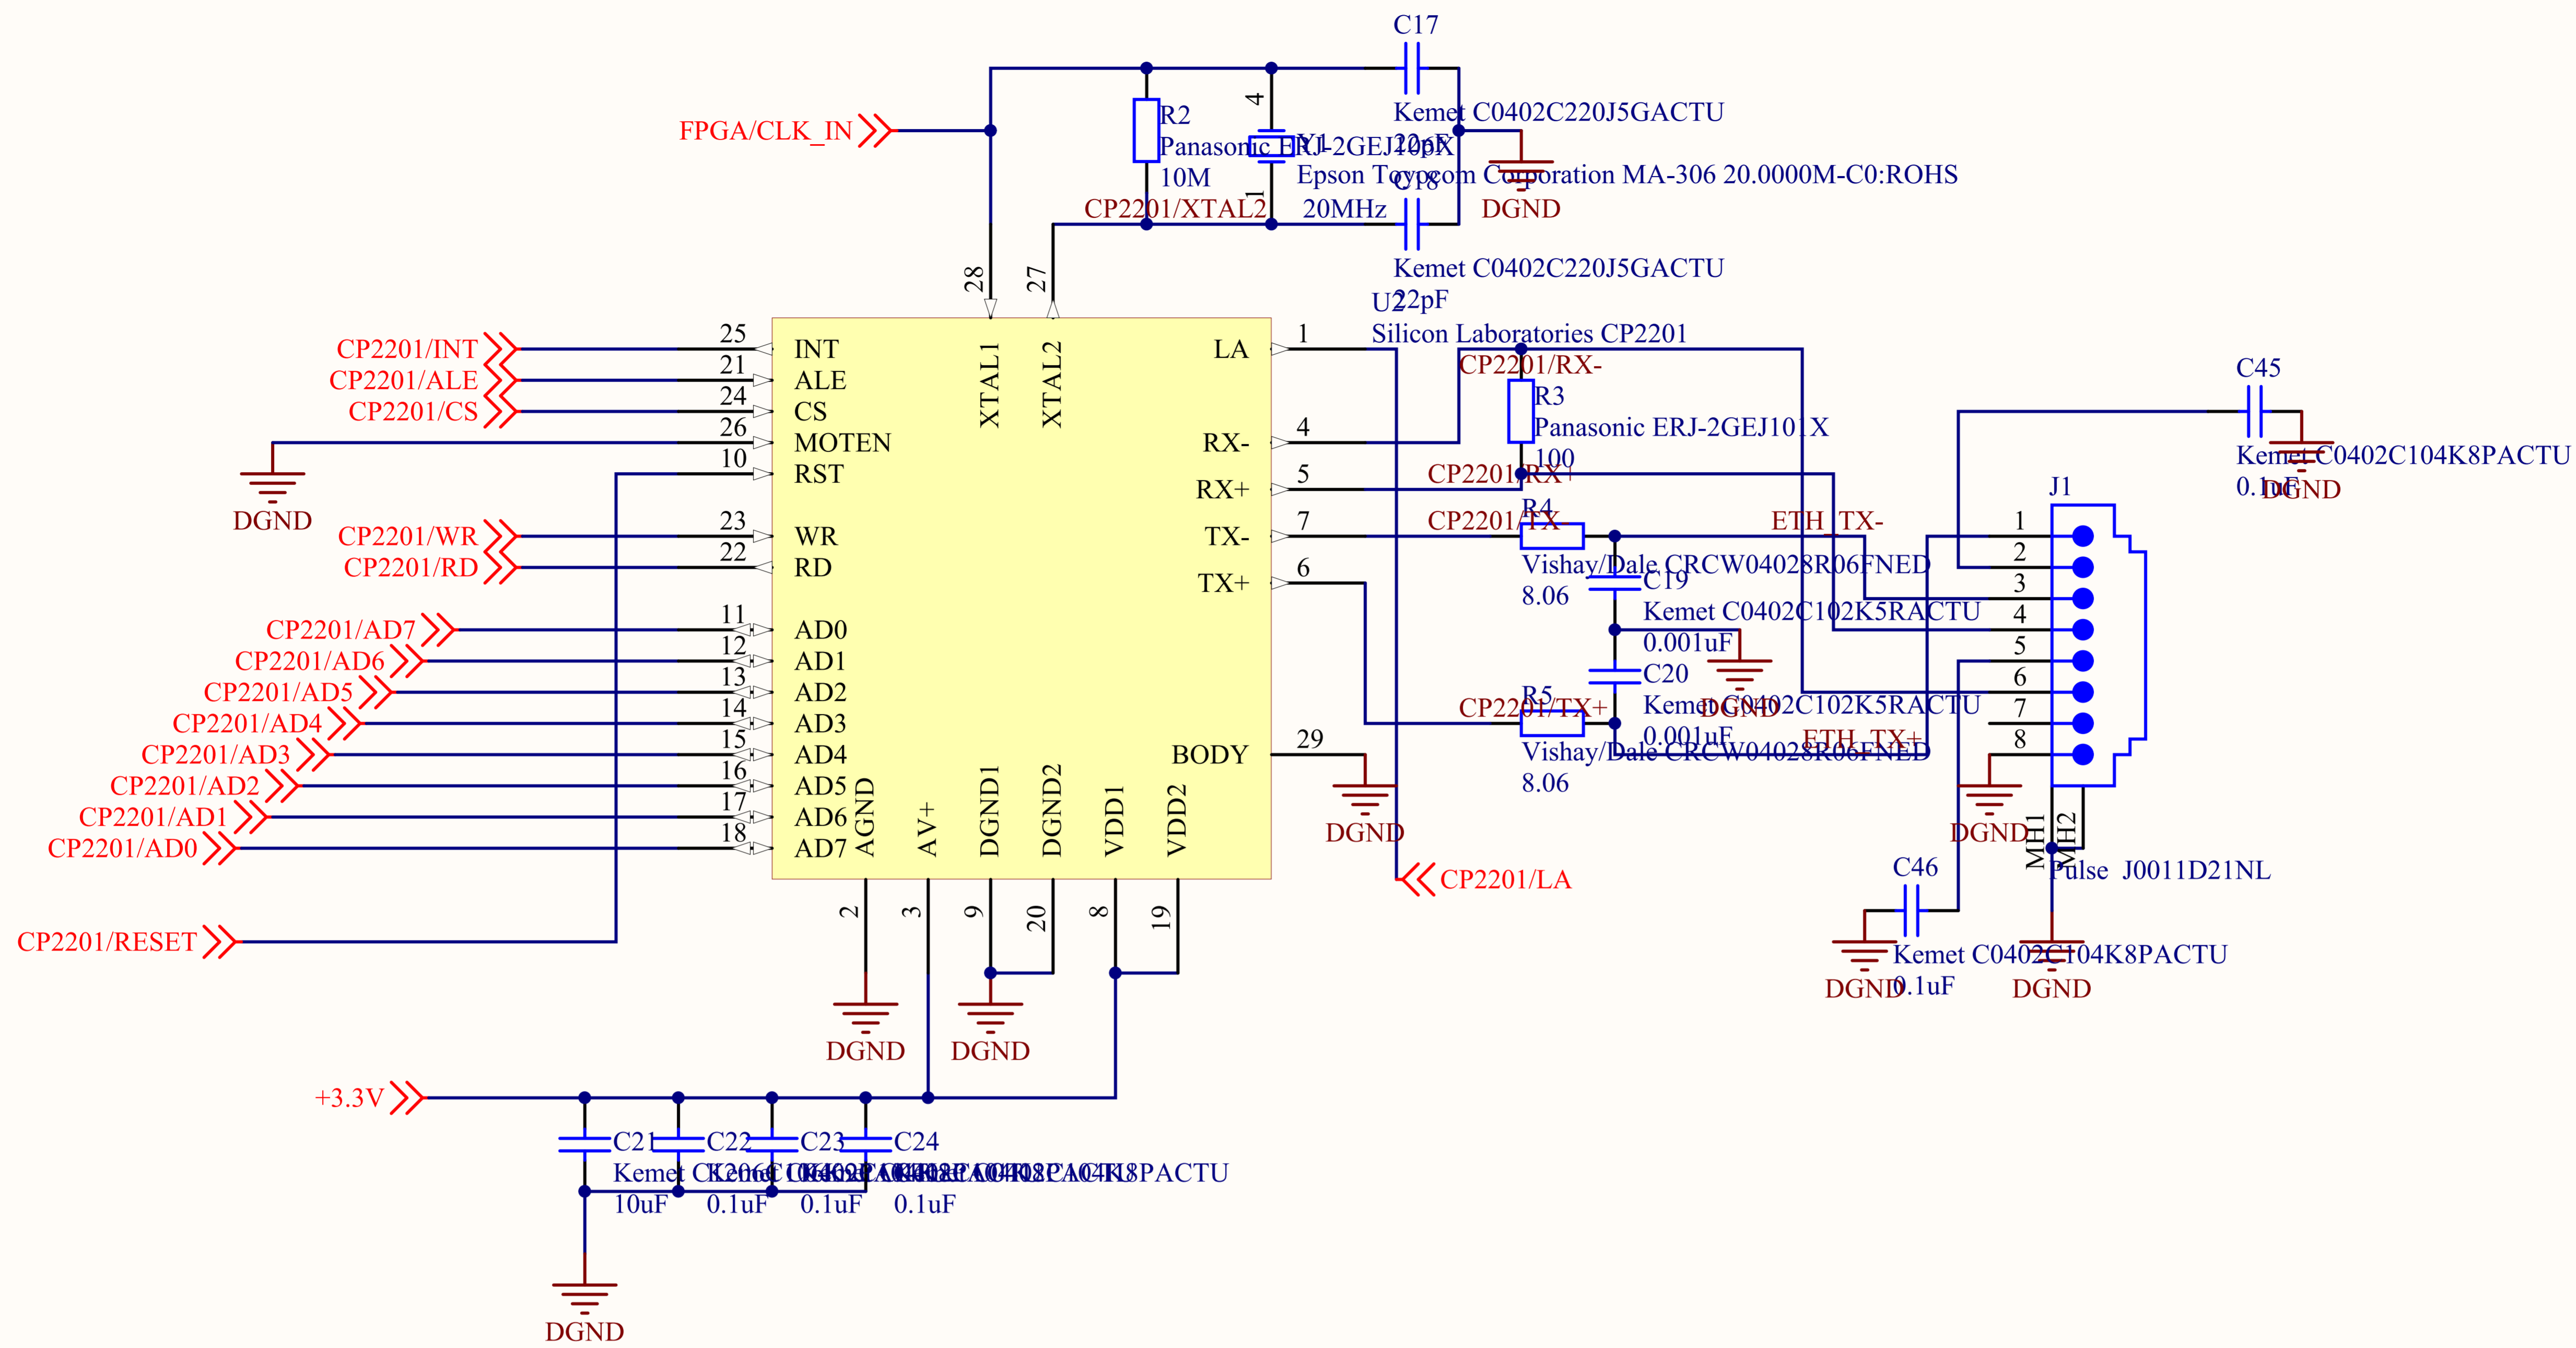 C17
Kemet C0402C220J5GACTU
22pF
FPGA/CLK_IN
R2
Panasonic ERJ-2GEJ106X
10M
4
1
Y1
Epson Toyocom Corporation MA-306 20.0000M-C0:ROHS
20MHz
C18
Kemet C0402C220J5GACTU
22pF
DGND
CP2201/XTAL2
28
27
U2
Silicon Laboratories CP2201
XTAL1
XTAL2
CP2201/INT
25
INT
CP2201/ALE
21
ALE
CP2201/CS
24
CS
26
MOTEN
DGND
10
RST
CP2201/WR
23
WR
CP2201/RD
22
RD
CP2201/AD7
11
AD0
CP2201/AD6
12
AD1
CP2201/AD5
13
AD2
CP2201/AD4
14
AD3
CP2201/AD3
15
AD4
CP2201/AD2
16
AD5
CP2201/AD1
17
AD6
CP2201/AD0
18
AD7
CP2201/RESET
LA
1
RX-
4
RX+
5
TX-
7
TX+
6
BODY
29
DGND
CP2201/LA
AGND
AV+
DGND1
DGND2
VDD1
VDD2
2
3
9
20
8
19
DGND
DGND
CP2201/RX-
R3
Panasonic ERJ-2GEJ101X
100
CP2201/RX+
R4
CP2201/TX-
Vishay/Dale CRCW04028R06FNED
8.06
ETH_TX-
C19
Kemet C0402C102K5RACTU
0.001uF
C20
Kemet C0402C102K5RACTU
0.001uF
DGND
R5
CP2201/TX+
Vishay/Dale CRCW04028R06FNED
8.06
ETH_TX+
C45
Kemet C0402C104K8PACTU
0.1uF
DGND
J1
1
2
3
4
5
6
7
8
DGND
MH1
MH2
Pulse J0011D21NL
C46
Kemet C0402C104K8PACTU
0.1uF
DGND
DGND
+3.3V
C21
Kemet
10uF
C22
Kemet
0.1uF
C23
0.1uF
C24
0.1uF
DGND